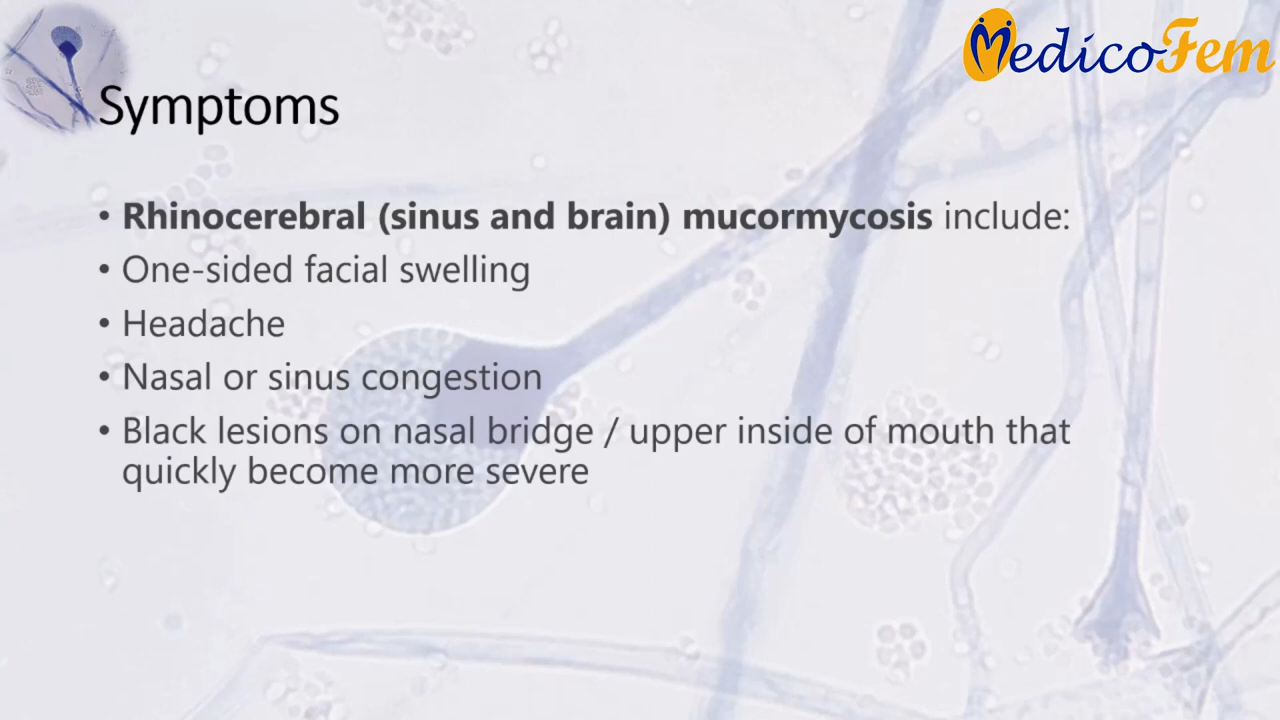 MedicoFem
Symptoms
• Rhinocerebral (sinus and brain) mucormycosis include:
• One-sided facial swelling
• Headache
• Nasal or sinus congestion
• Black lesions on nasal bridge / upper inside of mouth that
quickly become more severe